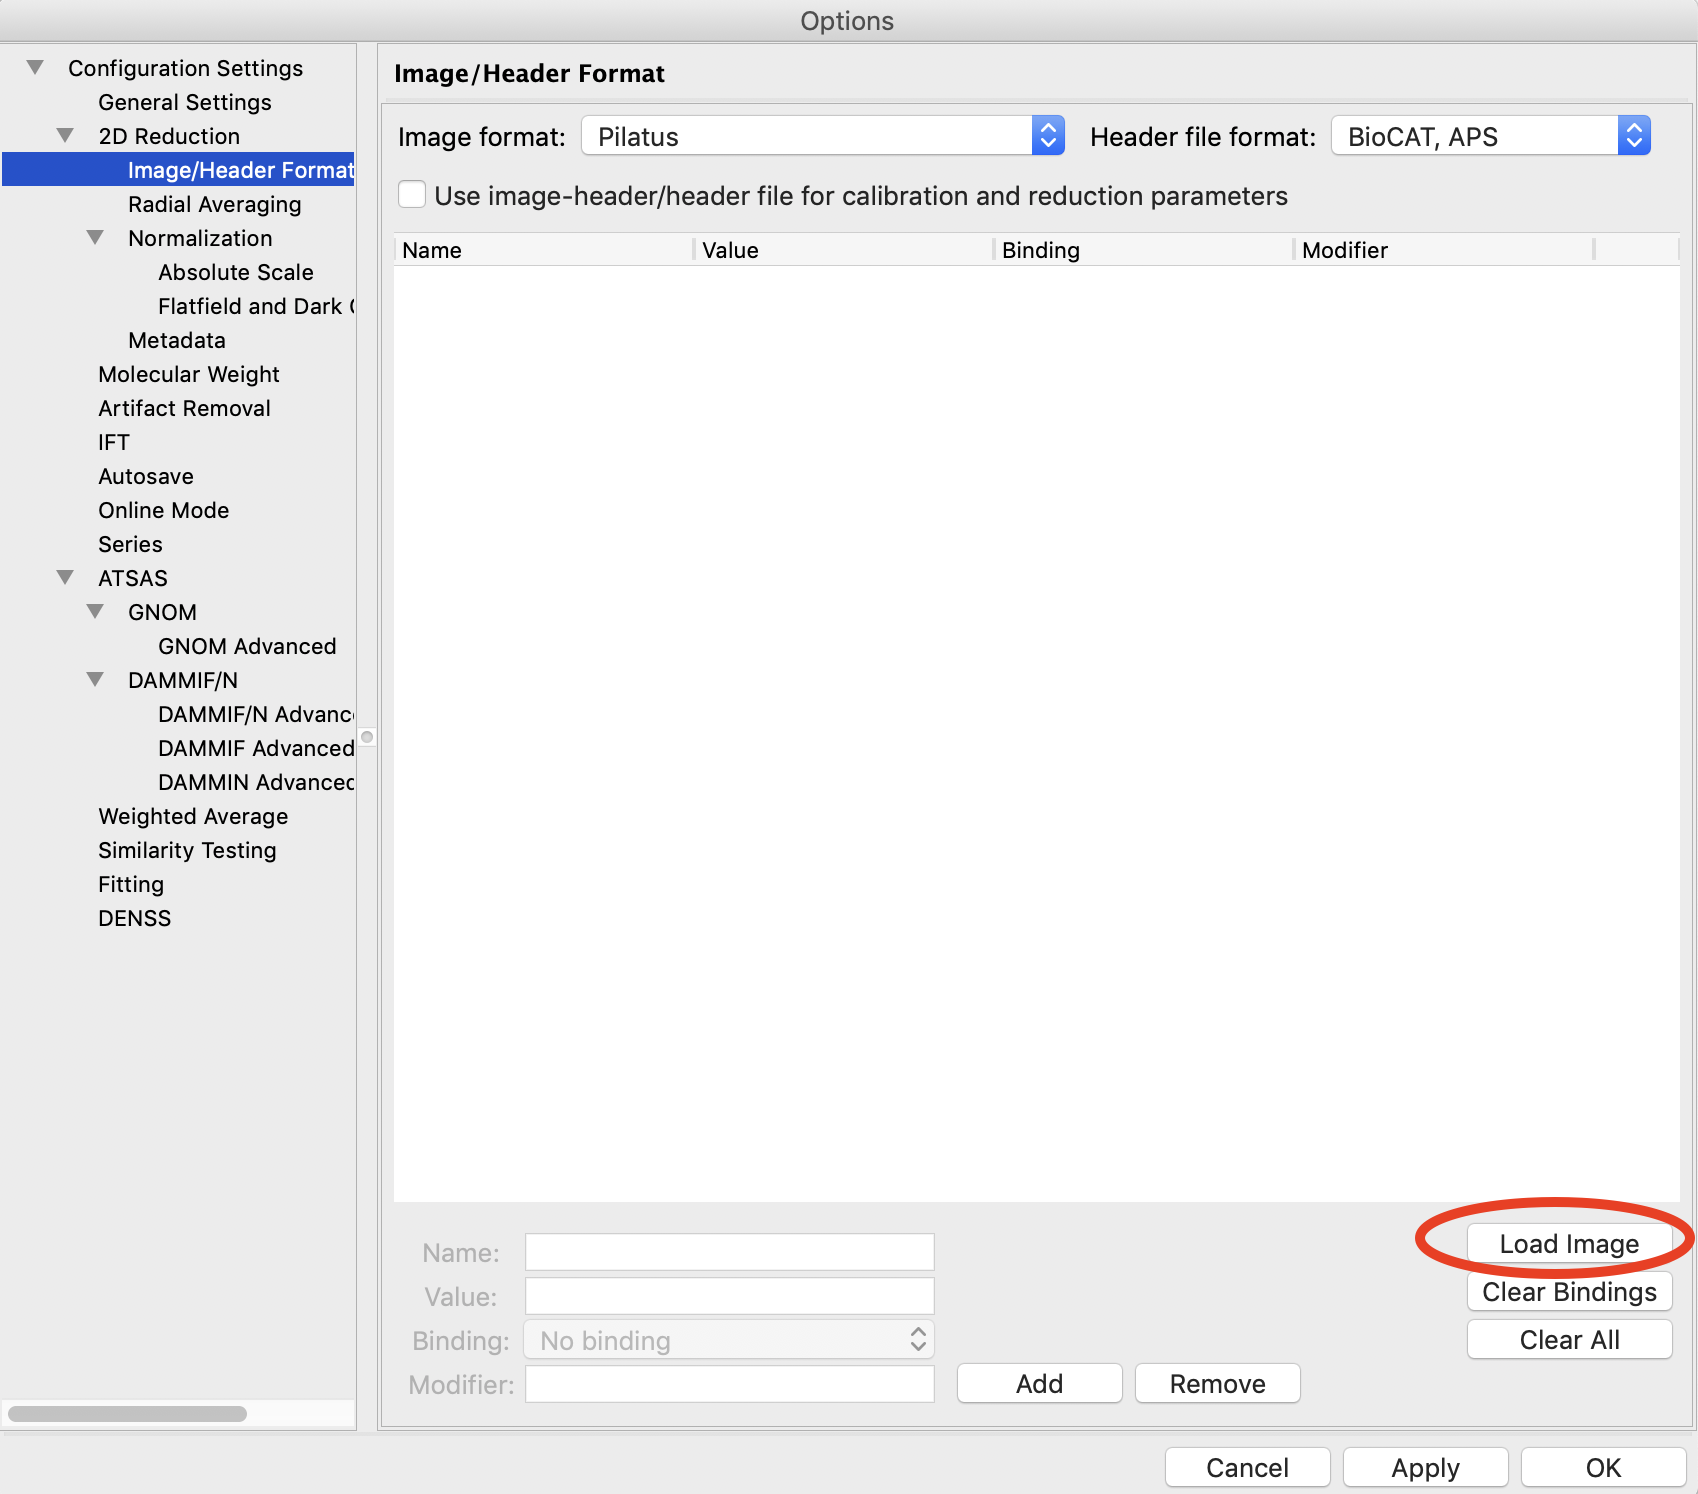 Options
Configuration Settings
General Settings
2D Reduction
Image/Header Format
Radial Averaging
Normalization
Absolute Scale
Flatfield and Dark
Metadata
Molecular Weight
Artifact Removal
IFT
Autosave
Online Mode
Series
ATSAS
GNOM
GNOM Advanced
DAMMIF/N
DAMMIF/N Advanc
DAMMIF Advanced
DAMMIN Advanced
Weighted Average
Similarity Testing
Fitting
DENSS
Image/Header Format
Image format: Pilatus Header file format: BioCAT, APS
Use image-header/header file for calibration and reduction parameters
Name Value Binding Modifier
Name:
Value:
Binding: No binding
Modifier:
Add Remove
Load Image
Clear Bindings
Clear All
Cancel Apply OK